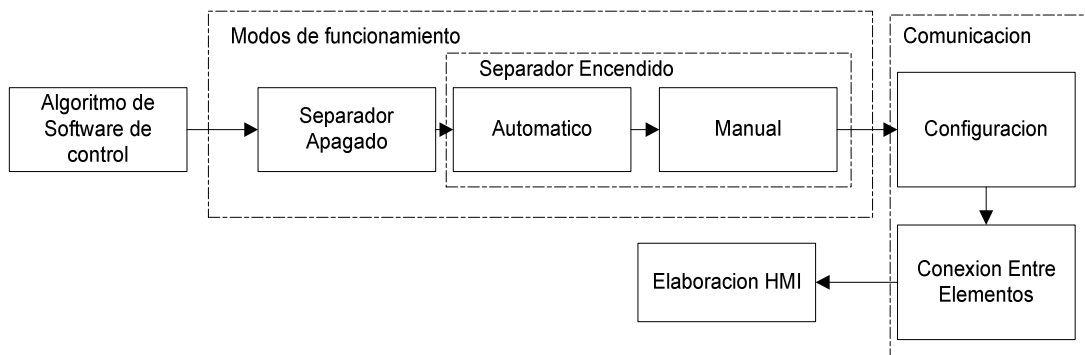 Modos de funcionamiento
Comunicacion
Separador Encendido
Algoritmo de
Software de
control
Separador
Apagado
Automatico
Manual
Configuracion
Conexion Entre
Elementos
Elaboracion HMI